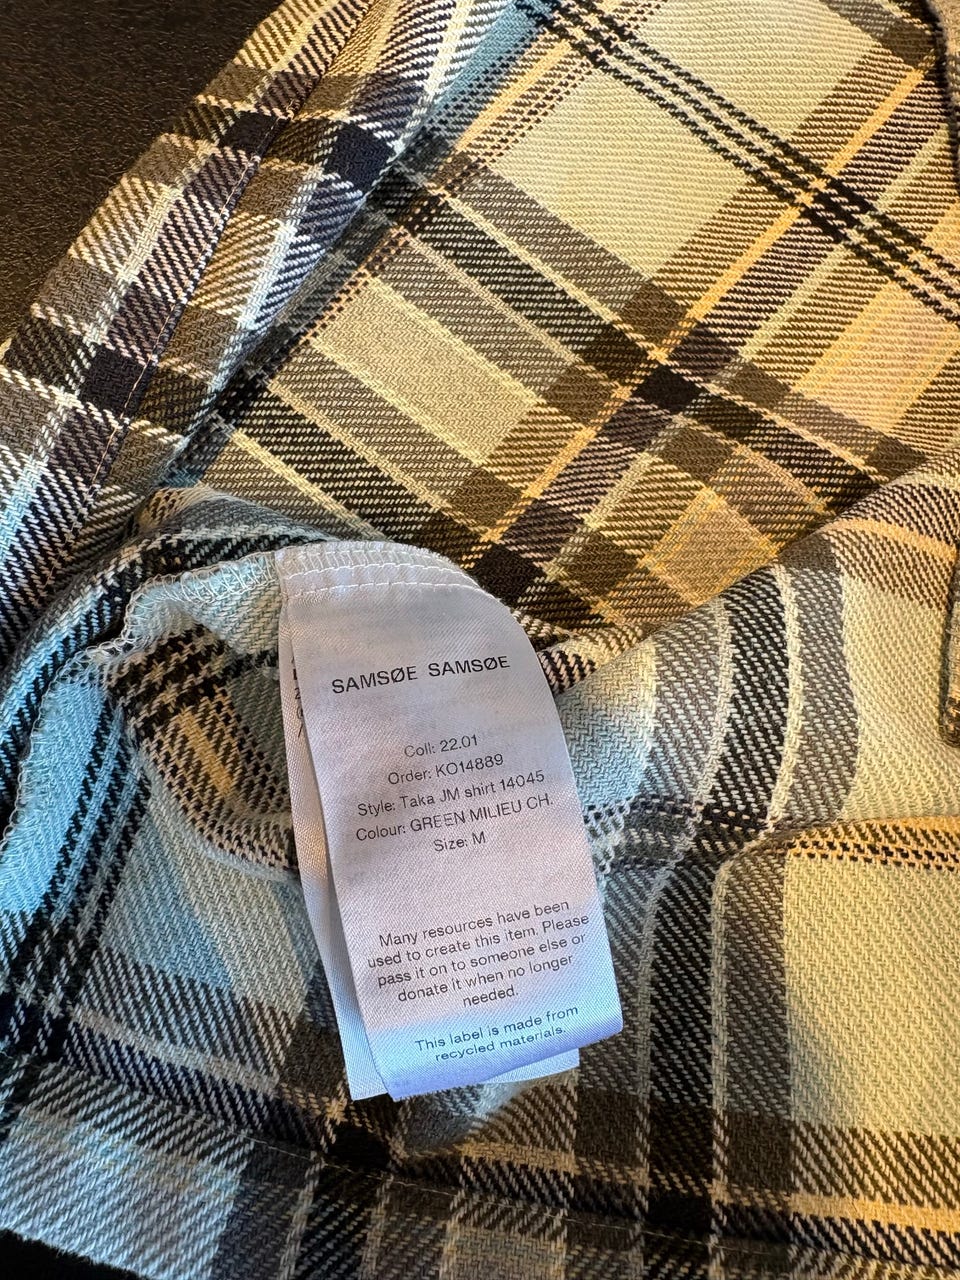 SAMSØE SAMSØE
Coll: 22.01
Order: KO14889
Style: Taka JM shirt 14045
Colour: GREEN MILIEU CH.
Size: M
Many resources have been
used to create this item. Please
pass it on to someone else or
donate it when no longer
needed.
This label is made from
recycled materials.